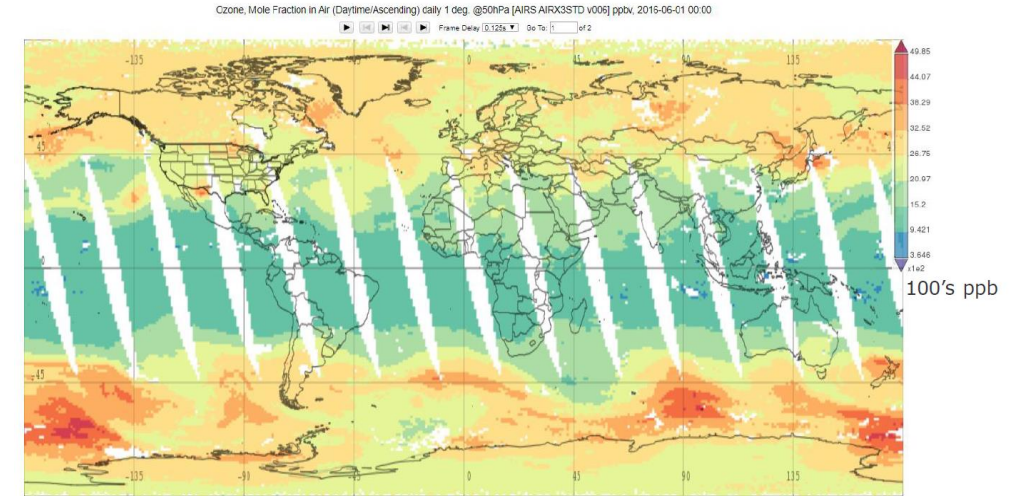 Ozone, Mole Fraction in Air (Daytime/Ascending) daily 1 deg. @50hPa [AIRS AIRX3STD v006] ppbv, 2016-06-01 00:00
Frame Delay 0.125s Go To: 1 of 2
-135 0 45 90 135
49.85
44.07
38.29
32.52
26.75
20.97
15.2
9.421
3.646
x1e2
100's ppb
45
0
-45
-135 -90 -45 0 45 90 135